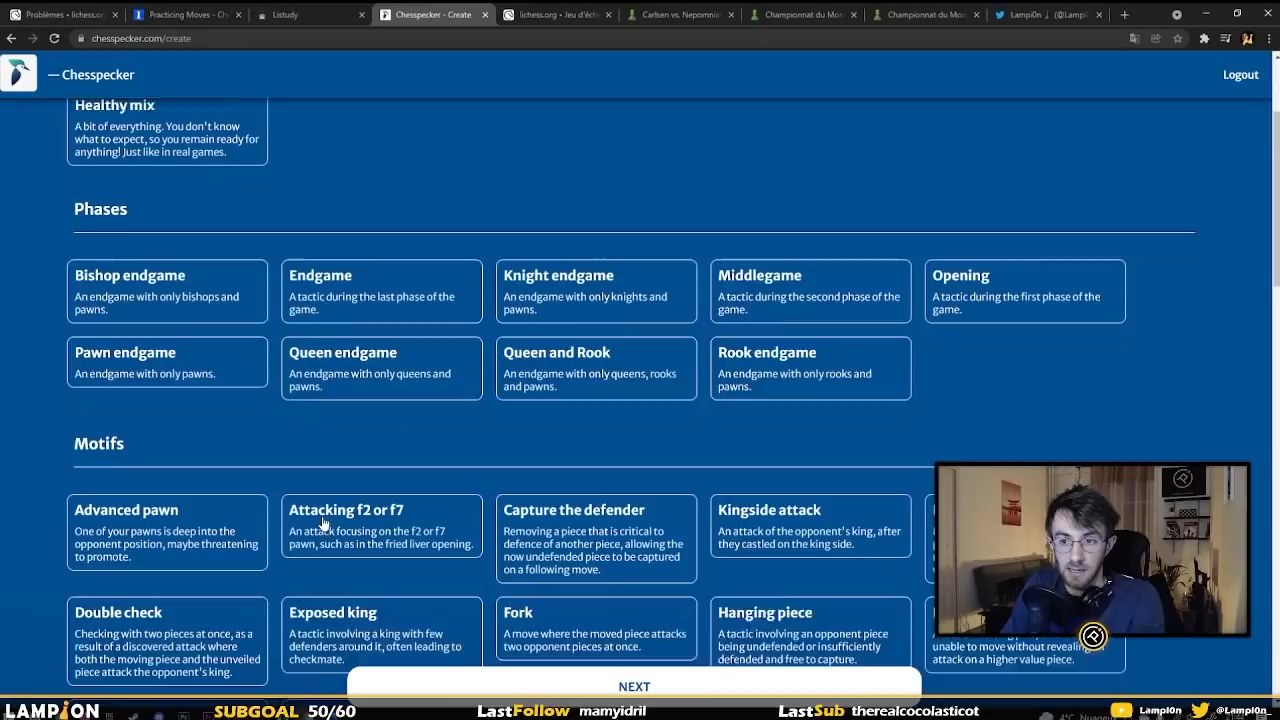 Problèmes • lichess.or
Practicing Moves - Ch
Listudy
Chesspecker - Create
lichess.org • Jeu d'éch
Carlsen vs. Nepomnia
Championnat du Mon
Championnat du Mon
Lampi0n
chesspecker.com/create
— Chesspecker
Logout
Healthy mix
A bit of everything. You don't know
what to expect, so you remain ready for
anything! Just like in real games.
Phases
Bishop endgame
An endgame with only bishops and
pawns.
Endgame
A tactic during the last phase of the
game.
Knight endgame
An endgame with only knights and
pawns.
Middlegame
A tactic during the second phase of the
game.
Opening
A tactic during the first phase of the
game.
Pawn endgame
An endgame with only pawns.
Queen endgame
An endgame with only queens and
pawns.
Queen and Rook
An endgame with only queens, rooks
and pawns.
Rook endgame
An endgame with only rooks and
pawns.
Motifs
Advanced pawn
One of your pawns is deep into the
opponent position, maybe threatening
to promote.
Attacking f2 or f7
An attack focusing on the f2 or f7
pawn, such as in the fried liver opening.
Capture the defender
Removing a piece that is critical to
defence of another piece, allowing the
now undefended piece to be captured
on a following move.
Kingside attack
An attack of the opponent's king, after
they castled on the king side.
Double check
Checking with two pieces at once, as a
result of a discovered attack where
both the moving piece and the unveiled
piece attack the opponent's king.
Exposed king
A tactic involving a king with few
defenders around it, often leading to
checkmate.
Fork
A move where the moved piece attacks
two opponent pieces at once.
Hanging piece
A tactic involving an opponent piece
being undefended or insufficiently
defended and free to capture.
unable to move without revealing
attack on a higher value piece.
NEXT
LAMPION
SUBGOAL 50/60
LastFollow mamyidril
LastSub therealcocolasticot
Lampi0n
@Lampi0n_